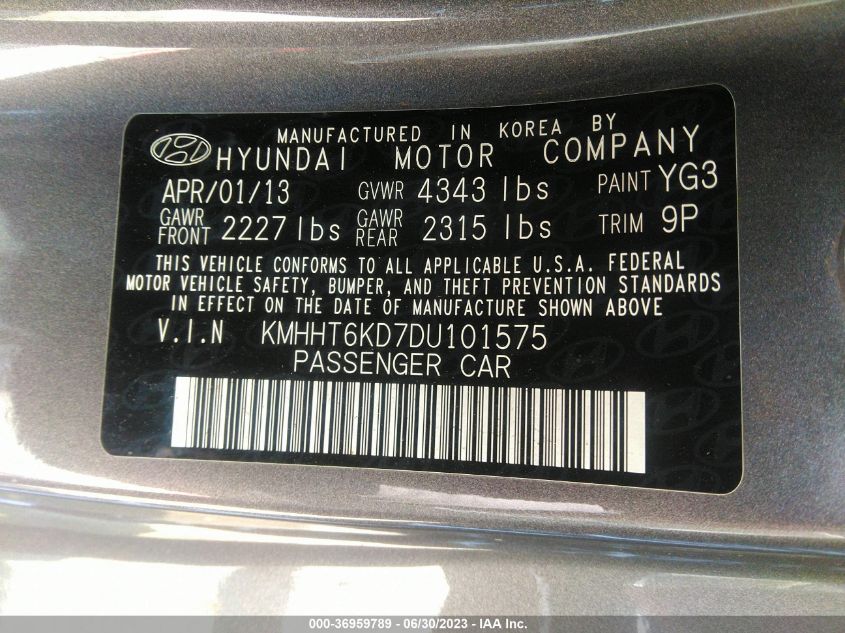 MANUFACTURED IN KOREA BY
HYUNDAI MOTOR COMPANY
APR/01/13 GVWR 4343 lbs PAINT YG3
GAWR FRONT 2227 lbs GAWR REAR 2315 lbs TRIM 9P
THIS VEHICLE CONFORMS TO ALL APPLICABLE U.S.A. FEDERAL
MOTOR VEHICLE SAFETY, BUMPER, AND THEFT PREVENTION STANDARDS
IN EFFECT ON THE DATE OF MANUFACTURE SHOWN ABOVE
V.I.N KMHHT6KD7DU101575
PASSENGER CAR
000-36959789 - 06/30/2023 - IAA Inc.